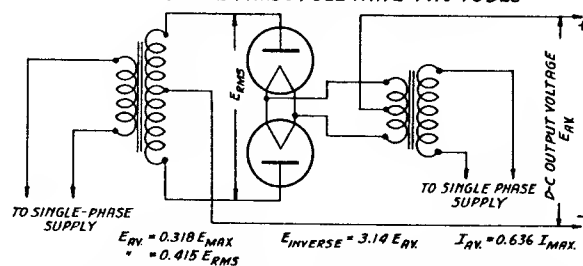 E RMS
D-C OUTPUT VOLTAGE
E AV.
+
-
TO SINGLE-PHASE
SUPPLY
TO SINGLE PHASE
SUPPLY
E AV. = 0.318 E MAX
" = 0.415 E RMS
E INVERSE = 3.14 E AV.
I AV. = 0.636 I MAX.